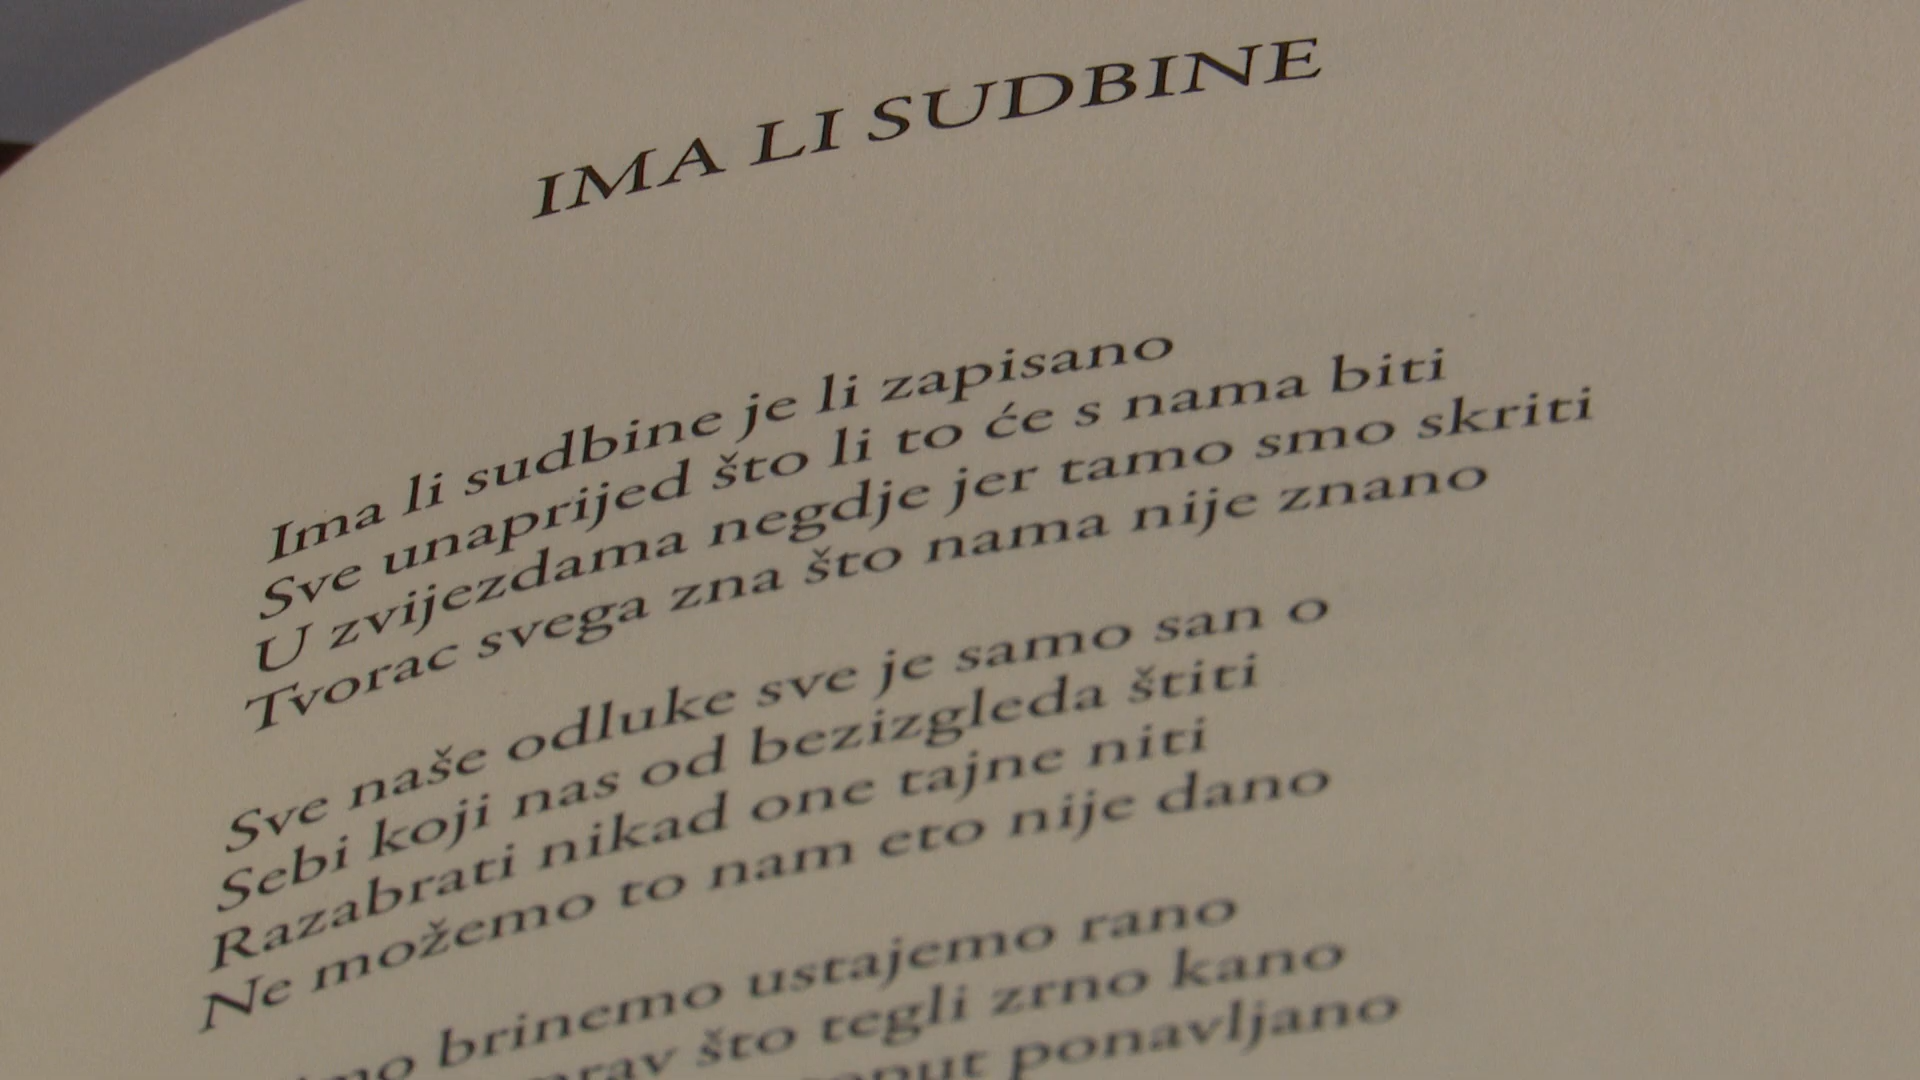 IMA LI SUDBINE
Ima li sudbine je li zapisano
Sve unaprijed što li to će s nama biti
U zvijezdama negdje jer tamo smo skriti
Tvorac svega zna što nama nije znano
Sve naše odluke sve je samo san o
Sebi koji nas od bezizgleda štiti
Razabrati nikad one tajne niti
Ne možemo to nam eto nije dano
brinemo ustajemo rano
što tegli zrno kano
ponavljano